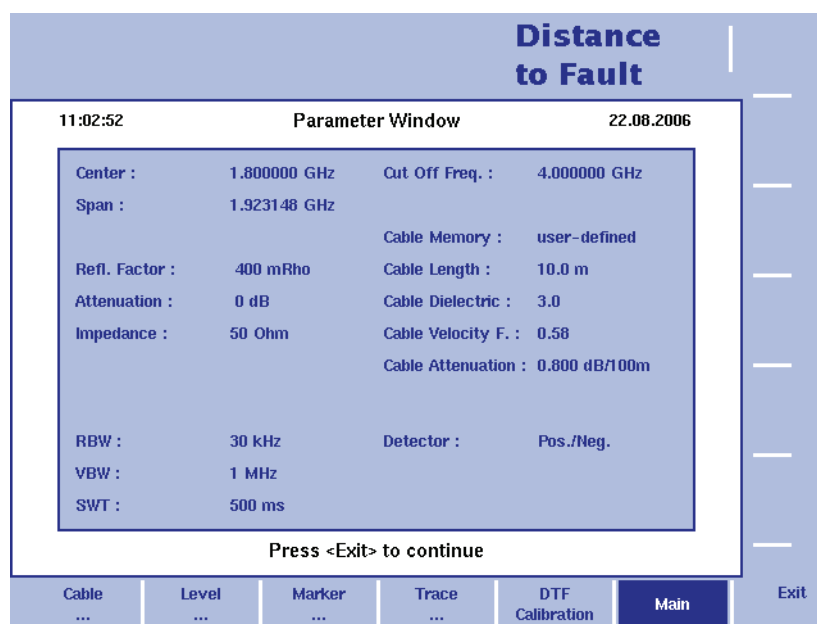 Distance
to Fault
11:02:52 Parameter Window 22.08.2006
Center : 1.800000 GHz Cut Off Freq. : 4.000000 GHz
Span : 1.923148 GHz
Cable Memory : user-defined
Refl. Factor : 400 mRho Cable Length : 10.0 m
Attenuation : 0 dB Cable Dielectric : 3.0
Impedance : 50 Ohm Cable Velocity F. : 0.58
Cable Attenuation : 0.800 dB/100m
RBW : 30 kHz Detector : Pos./Neg.
VBW : 1 MHz
SWT : 500 ms
Press <Exit> to continue
Cable Level Marker Trace DTF Main Exit
... ... ... ... Calibration